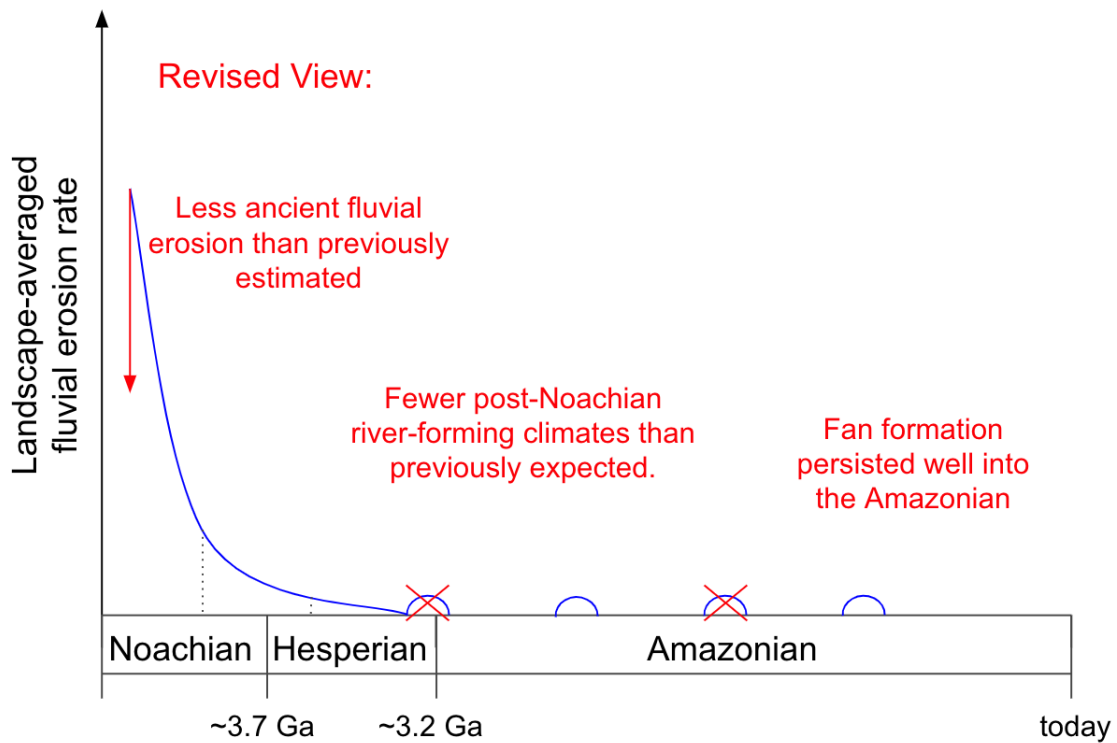 Revised View:
Landscape-averaged
fluvial erosion rate
Less ancient fluvial
erosion than previously
estimated
Fewer post-Noachian
river-forming climates than
previously expected.
Fan formation
persisted well into
the Amazonian
Noachian
Hesperian
Amazonian
~3.7 Ga
~3.2 Ga
today